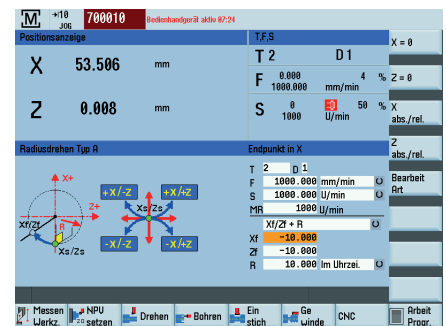 M →|10 JOG 700010 Bedienhandgerät aktiv 07:24
Positionsanzeige
X 53.506 mm
Z 0.008 mm
T,F,S
T 2 D 1
F 0.000 4 %
1000.000 mm/min
S 0 50 %
1000 U/min
X = 0
Z = 0
X
abs./rel.
Z
abs./rel.
Bearbeit
Art
Radiusdrehen Typ A
X+
Z+
R
Xf/Zf
Xs/Zs
+X/-Z
+X/+Z
Xs/Zs
-X/-Z
-X/+Z
Endpunkt in X
T 2 D 1
F 1000.000 mm/min
S 1000.000 U/min
MR 1000 U/min
Xf/Zf + R
Xf -10.000
Zf -10.000
R 10.000 Im Uhrzei.
Messen
Werkz.
NPV
setzen
Drehen
Bohren
Ein
stich
Ge
winde
CNC
Arbeit
Progr.